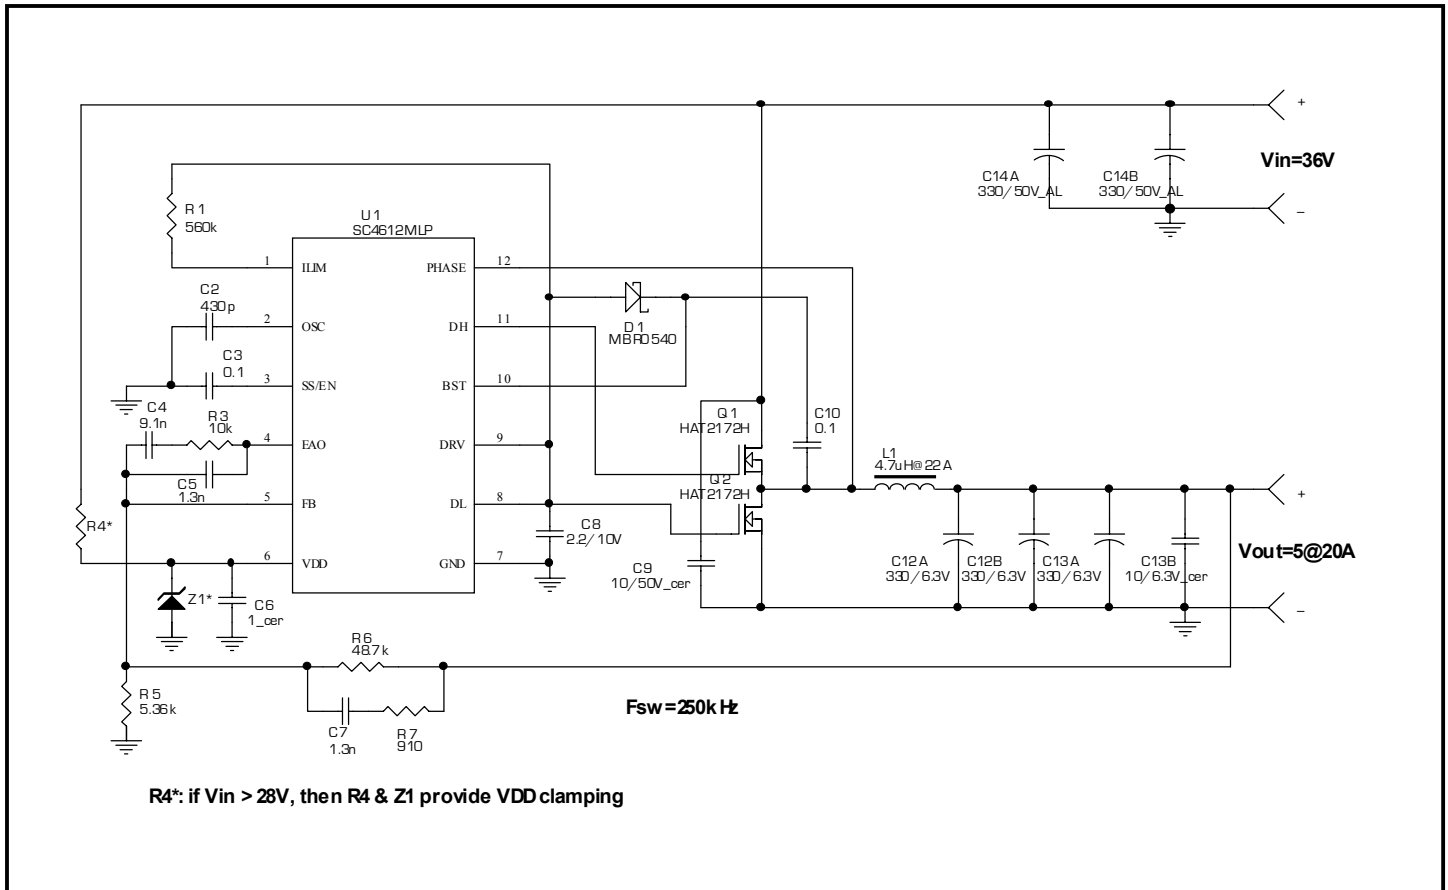 +
Vin=36V
C14A
330/50V_AL
C14B
330/50V_AL
–
R1
560k
U1
SC4612MLP
1
ILIM
PHASE
12
C2
430p
2
OSC
DH
11
D1
MBR0540
C3
0.1
3
SS/EN
BST
10
C4
9.1n
R3
10k
4
EAO
DRV
9
Q1
HAT2172H
C10
0.1
L1
4.7uH@22A
C5
1.3n
5
FB
DL
8
Q2
HAT2172H
+
R4*
C8
2.2/10V
6
VDD
GND
7
C9
10/50V_cer
C12A
330/6.3V
C12B
330/6.3V
C13A
330/6.3V
C13B
10/6.3V_cer
Vout=5@20A
–
Z1*
C6
1_cer
R6
48.7k
R5
5.36k
C7
1.3n
R7
910
Fsw=250kHz
R4*: if Vin > 28V, then R4 & Z1 provide VDD clamping